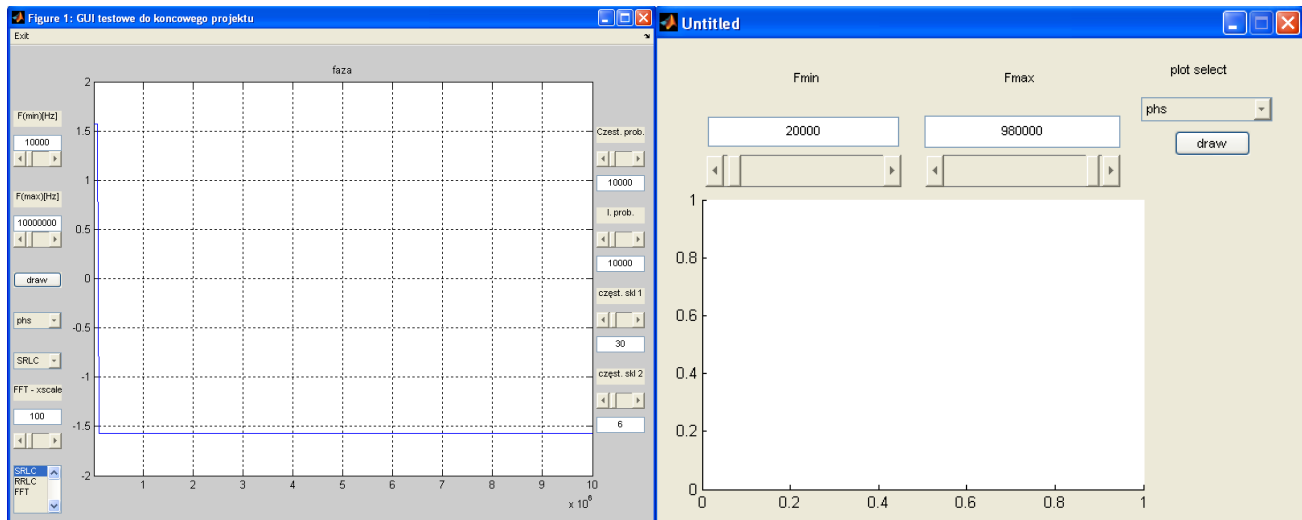 Figure 1: GUI testowe do koncowego projektu
Exit
faza
F(min)[Hz]
10000
F(max)[Hz]
10000000
draw
phs
SRLC
FFT - xscale
100
SRLC
RRLC
FFT
2
1.5
1
0.5
0
-0.5
-1
-1.5
-2
1 2 3 4 5 6 7 8 9 10
x 10^6
Czest. prob.
10000
l. prob.
10000
częst. skl 1
30
częst. skl 2
6
Untitled
Fmin
Fmax
plot select
20000
980000
phs
draw
1
0.8
0.6
0.4
0.2
0
0 0.2 0.4 0.6 0.8 1